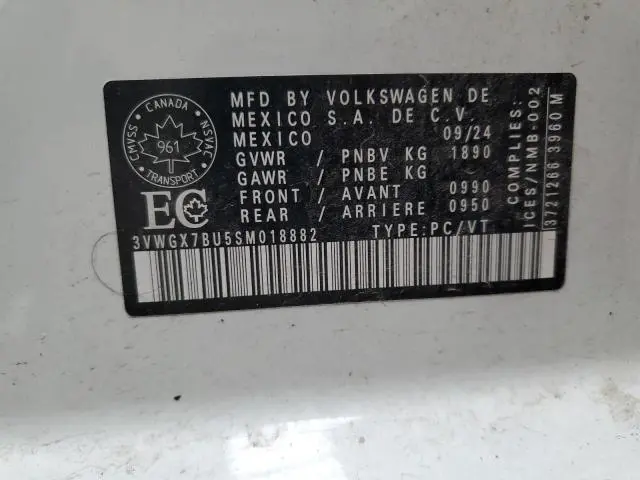 CANADA
CMVSS
NSVAC
961
TRANSPORT
EC
MFD BY VOLKSWAGEN DE
MEXICO S.A. DE C.V.
MEXICO 09/24
GVWR / PNBV KG 1890
GAWR / PNBE KG
FRONT / AVANT 0990
REAR / ARRIERE 0950
3VWGX7BU5SM018882 TYPE:PC/VT
COMPLIES:
ICES/NMB-002
3721266 3960 M